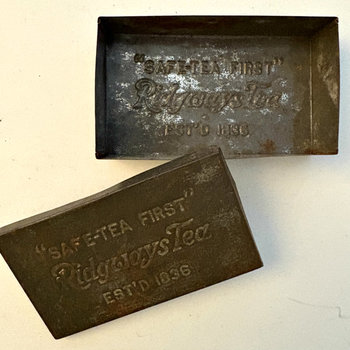 "SAFE-TEA FIRST"
Ridgways Tea
EST'D 1836
"SAFE-TEA FIRST"
Ridgways Tea
EST'D 1836